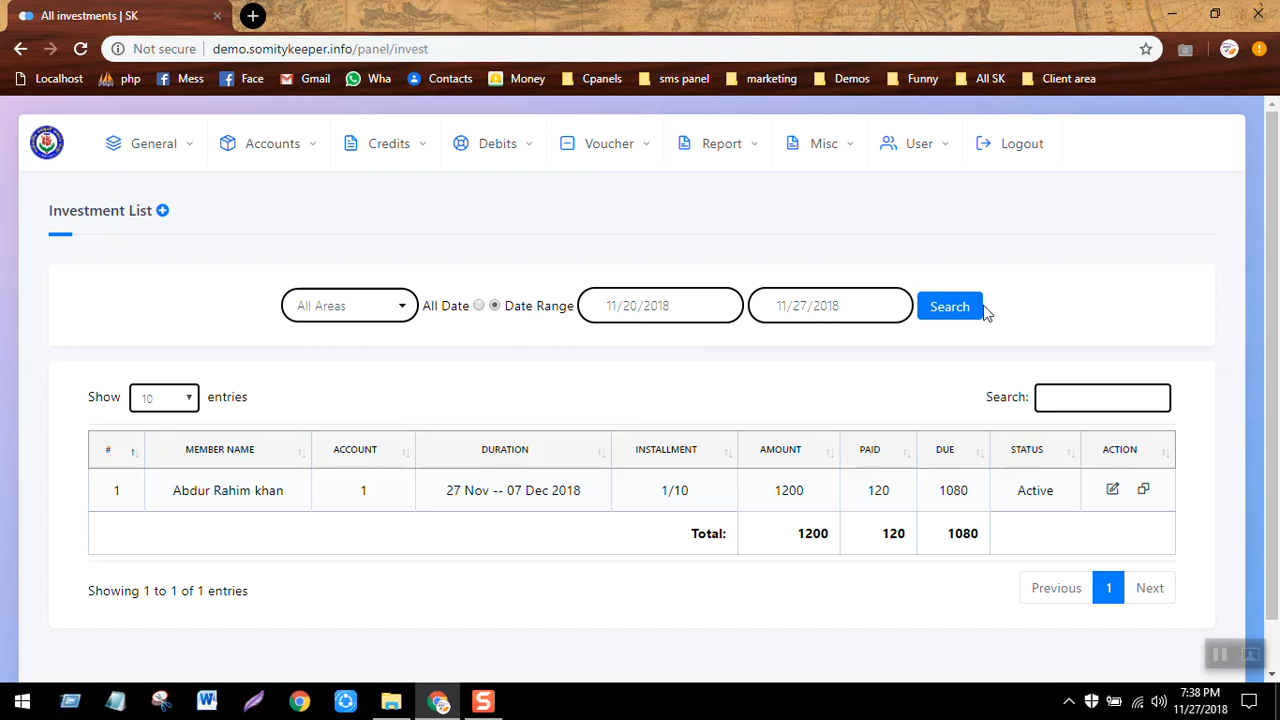 All investments | SK
Not secure | demo.somitykeeper.info/panel/invest
Localhost php Mess Face Gmail Wha Contacts Money Cpanels sms panel marketing Demos Funny All SK Client area
General Accounts Credits Debits Voucher Report Misc User Logout
Investment List
All Areas All Date Date Range 11/20/2018 11/27/2018 Search
Show 10 entries Search:
# MEMBER NAME ACCOUNT DURATION INSTALLMENT AMOUNT PAID DUE STATUS ACTION
1 Abdur Rahim khan 1 27 Nov -- 07 Dec 2018 1/10 1200 120 1080 Active
Total: 1200 120 1080
Showing 1 to 1 of 1 entries Previous 1 Next
7:38 PM
11/27/2018